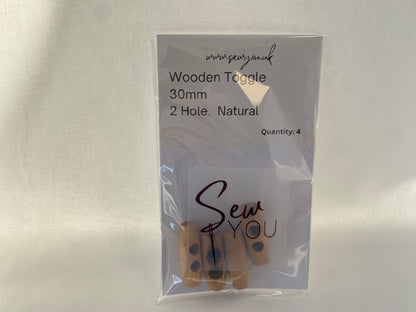 www.sewyou.uk
Wooden Toggle
30mm
2 Hole. Natural
Quantity: 4
Sew
YOU